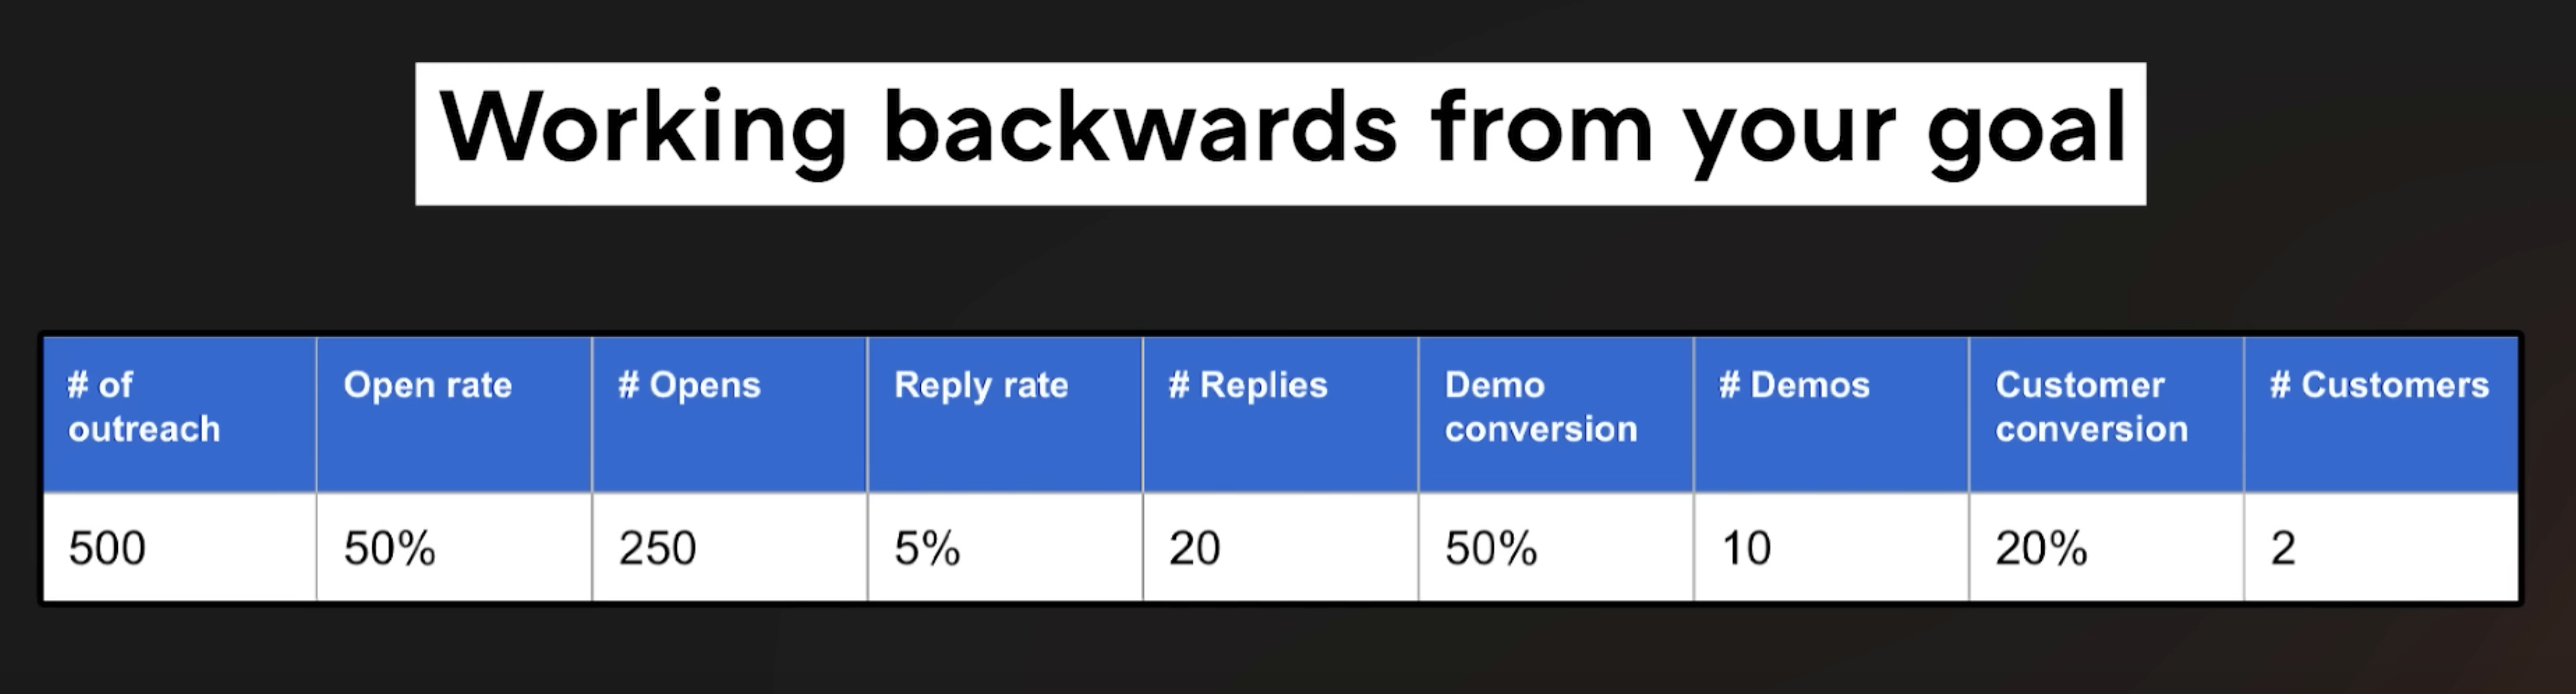 Working backwards from your goal
# of outreach
Open rate
# Opens
Reply rate
# Replies
Demo conversion
# Demos
Customer conversion
# Customers
500
50%
250
5%
20
50%
10
20%
2